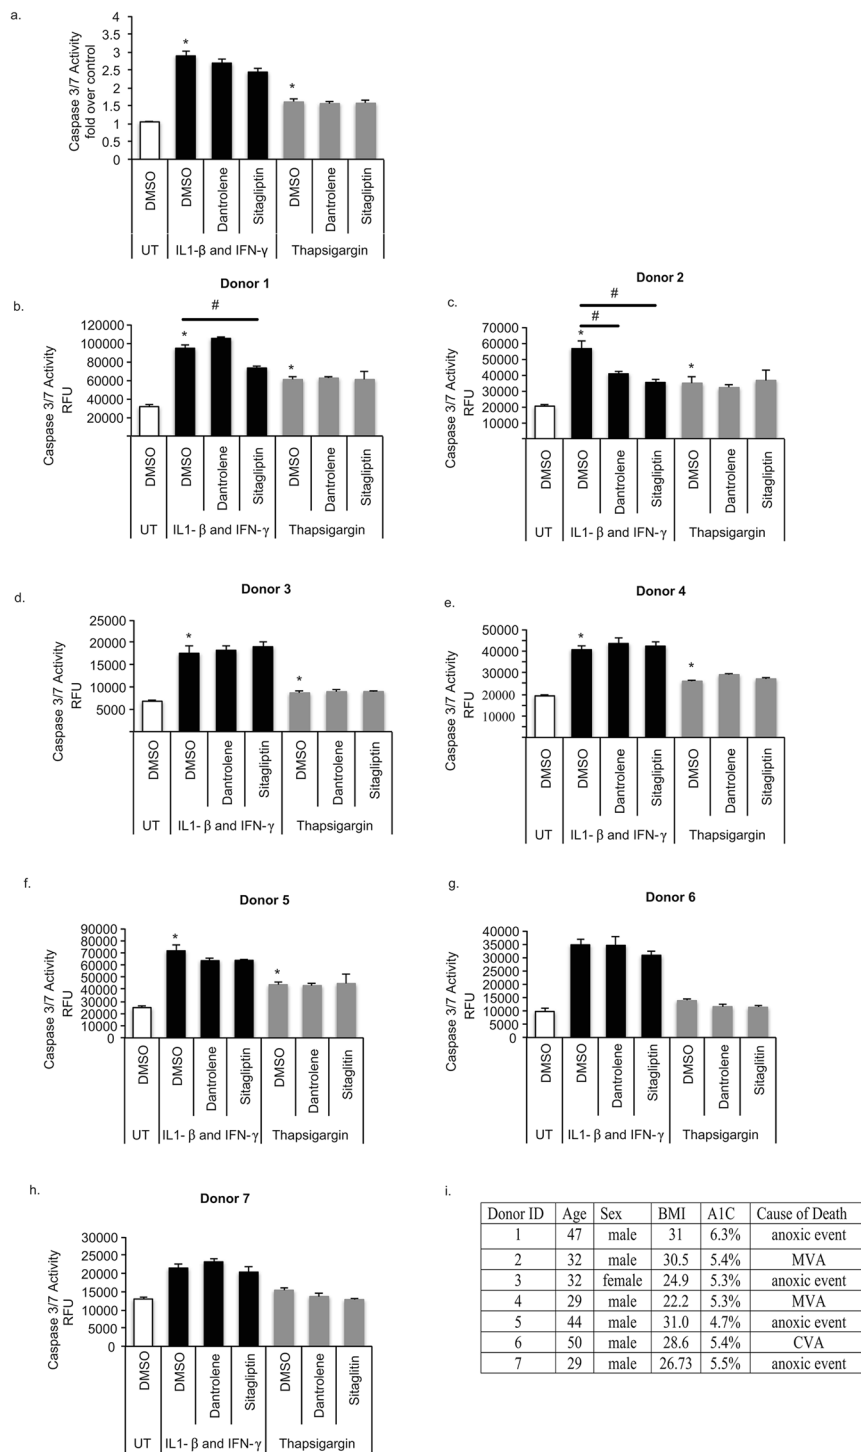 a.
Caspase 3/7 Activity
fold over control
4
3.5
3
2.5
2
1.5
1
0.5
0
*
*
DMSO
DMSO
Dantrolene
Sitagliptin
DMSO
Dantrolene
Sitagliptin
UT
IL1-β and IFN-γ
Thapsigargin
b.
Donor 1
Caspase 3/7 Activity
RFU
120000
100000
80000
60000
40000
20000
#
*
*
DMSO
DMSO
Dantrolene
Sitagliptin
DMSO
Dantrolene
Sitagliptin
UT
IL1- β and IFN-γ
Thapsigargin
c.
Donor 2
Caspase 3/7 Activity
RFU
70000
60000
50000
40000
30000
20000
10000
#
#
*
*
DMSO
DMSO
Dantrolene
Sitagliptin
DMSO
Dantrolene
Sitagliptin
UT
IL1- β and IFN-γ
Thapsigargin
d.
Donor 3
Caspase 3/7 Activity
RFU
25000
20000
15000
10000
5000
*
*
DMSO
DMSO
Dantrolene
Sitagliptin
DMSO
Dantrolene
Sitagliptin
UT
IL1- β and IFN-γ
Thapsigargin
e.
Donor 4
Caspase 3/7 Activity
RFU
50000
40000
30000
20000
10000
*
*
DMSO
DMSO
Dantrolene
Sitagliptin
DMSO
Dantrolene
Sitagliptin
UT
IL1- β and IFN-γ
Thapsigargin
f.
Donor 5
Caspase 3/7 Activity
RFU
90000
80000
70000
60000
50000
40000
30000
20000
10000
0
*
*
DMSO
DMSO
Dantrolene
Sitagliptin
DMSO
Dantrolene
Sitaglitin
UT
IL1- β and IFN-γ
Thapsigargin
g.
Donor 6
Caspase 3/7 Activity
RFU
40000
35000
30000
25000
20000
15000
10000
5000
0
DMSO
DMSO
Dantrolene
Sitagliptin
DMSO
Dantrolene
Sitagliptin
UT
IL1- β and IFN-γ
Thapsigargin
h.
Donor 7
Caspase 3/7 Activity
RFU
30000
25000
20000
15000
10000
5000
0
DMSO
DMSO
Dantrolene
Sitagliptin
DMSO
Dantrolene
Sitagliptin
UT
IL1- β and IFN-γ
Thapsigargin
i.
Donor ID Age Sex BMI A1C Cause of Death
1 47 male 31 6.3% anoxic event
2 32 male 30.5 5.4% MVA
3 32 female 24.9 5.3% anoxic event
4 29 male 22.2 5.3% MVA
5 44 male 31.0 4.7% anoxic event
6 50 male 28.6 5.4% CVA
7 29 male 26.73 5.5% anoxic event